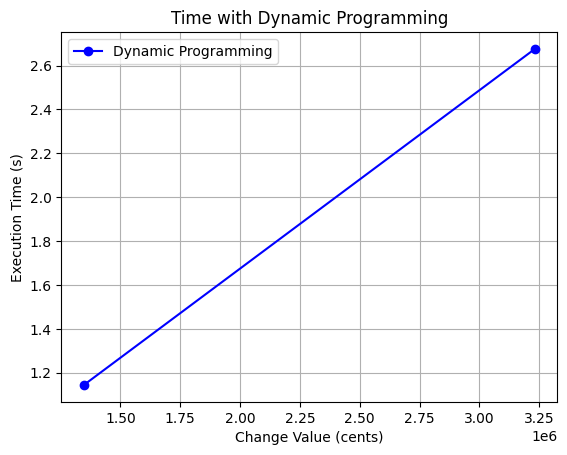 Time with Dynamic Programming
Dynamic Programming
2.6
2.4
2.2
2.0
1.8
1.6
1.4
1.2
Execution Time (s)
1.50 1.75 2.00 2.25 2.50 2.75 3.00 3.25
1e6
Change Value (cents)